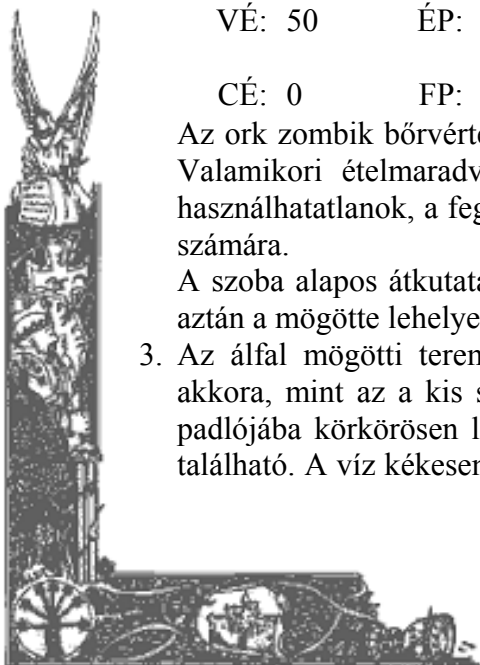 VÉ: 50 ÉP:
CÉ: 0 FP:
Az ork zombik bőrvérte
Valamikori ételmaradv
használhatatlanok, a feg
számára.
A szoba alapos átkutatá
aztán a mögötte lehelye
3. Az álfal mögötti terem
akkora, mint az a kis s
padlójába körkörösen l
található. A víz kékesen